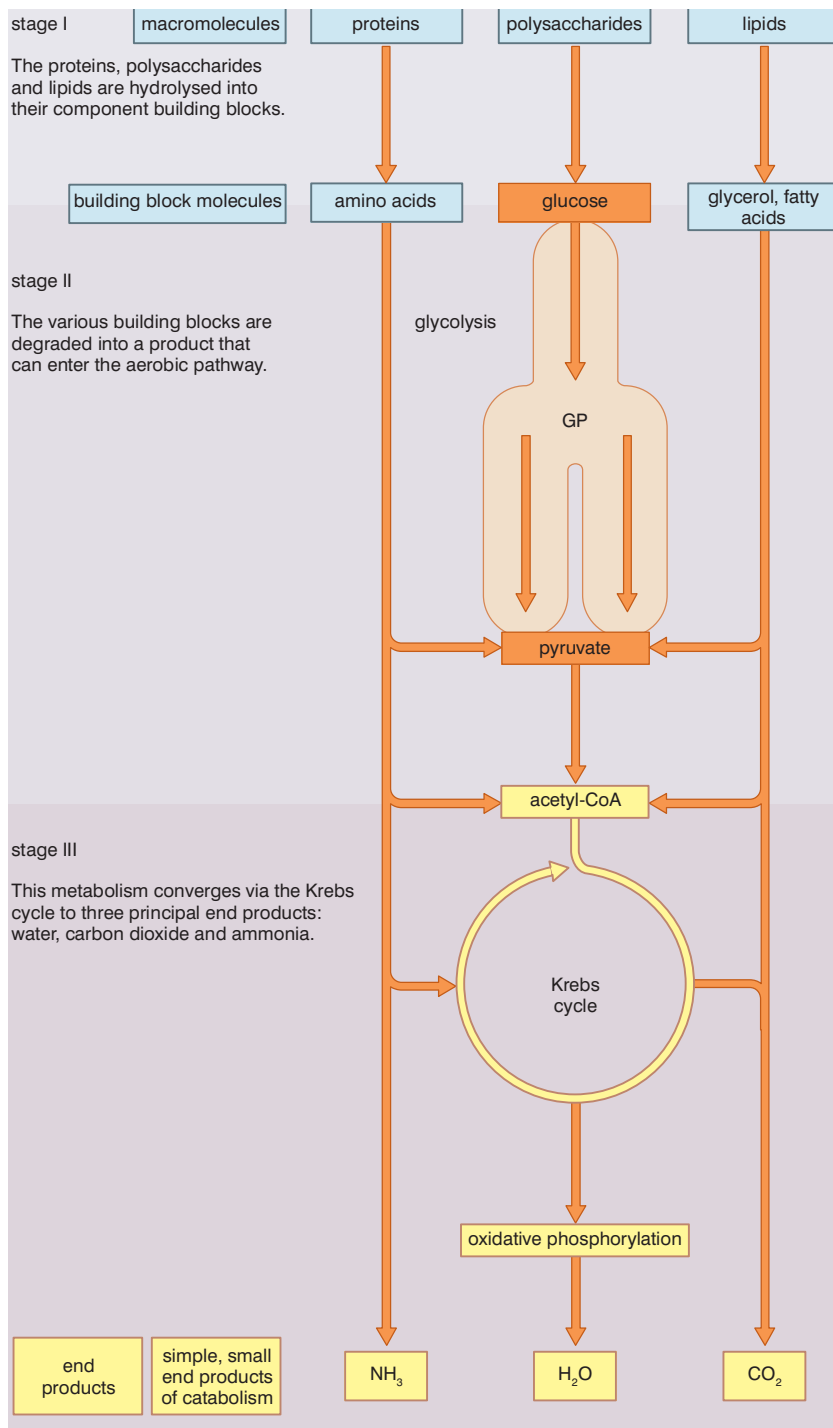 stage I
macromolecules
proteins
polysaccharides
lipids
The proteins, polysaccharides
and lipids are hydrolysed into
their component building blocks.
building block molecules
amino acids
glucose
glycerol, fatty
acids
stage II
The various building blocks are
degraded into a product that
can enter the aerobic pathway.
glycolysis
GP
pyruvate
acetyl-CoA
stage III
This metabolism converges via the Krebs
cycle to three principal end products:
water, carbon dioxide and ammonia.
Krebs
cycle
oxidative phosphorylation
end
products
simple, small
end products
of catabolism
NH₃
H₂O
CO₂